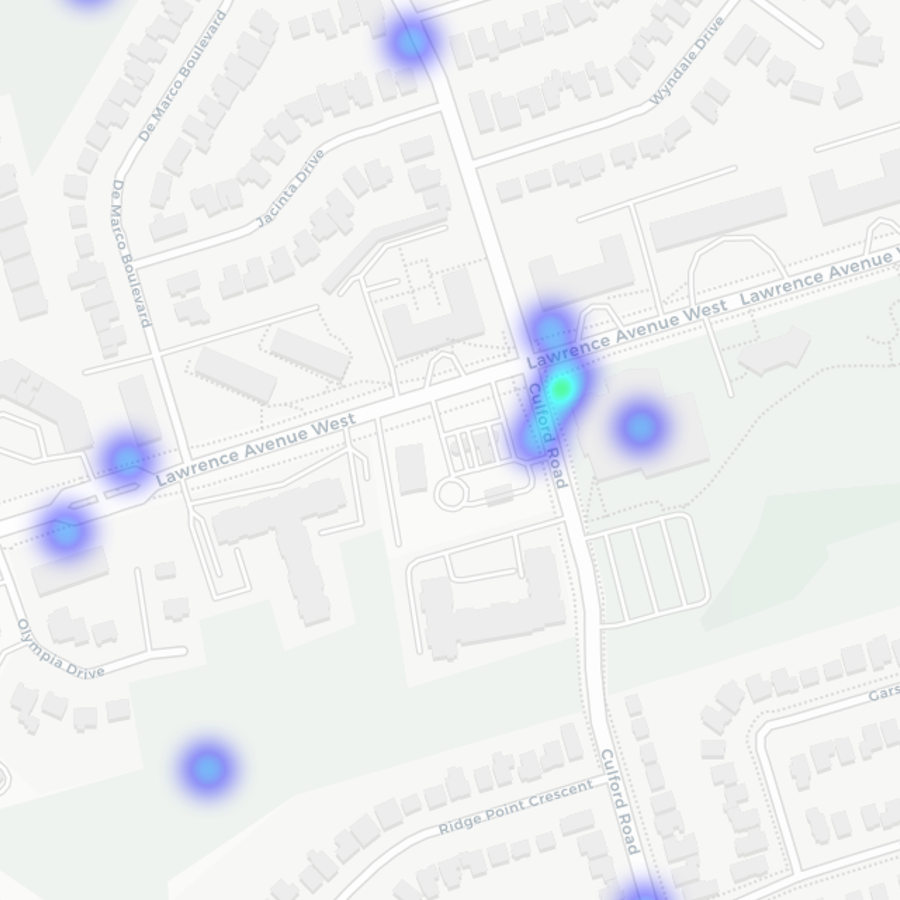 De Marco Boulevard
Wyndale Drive
Jacinta Drive
De Marco Boulevard
Lawrence Avenue West
Lawrence Avenue
Lawrence Avenue West
Culford Road
Olympia Drive
Gars
Ridge Point Crescent
Culford Road